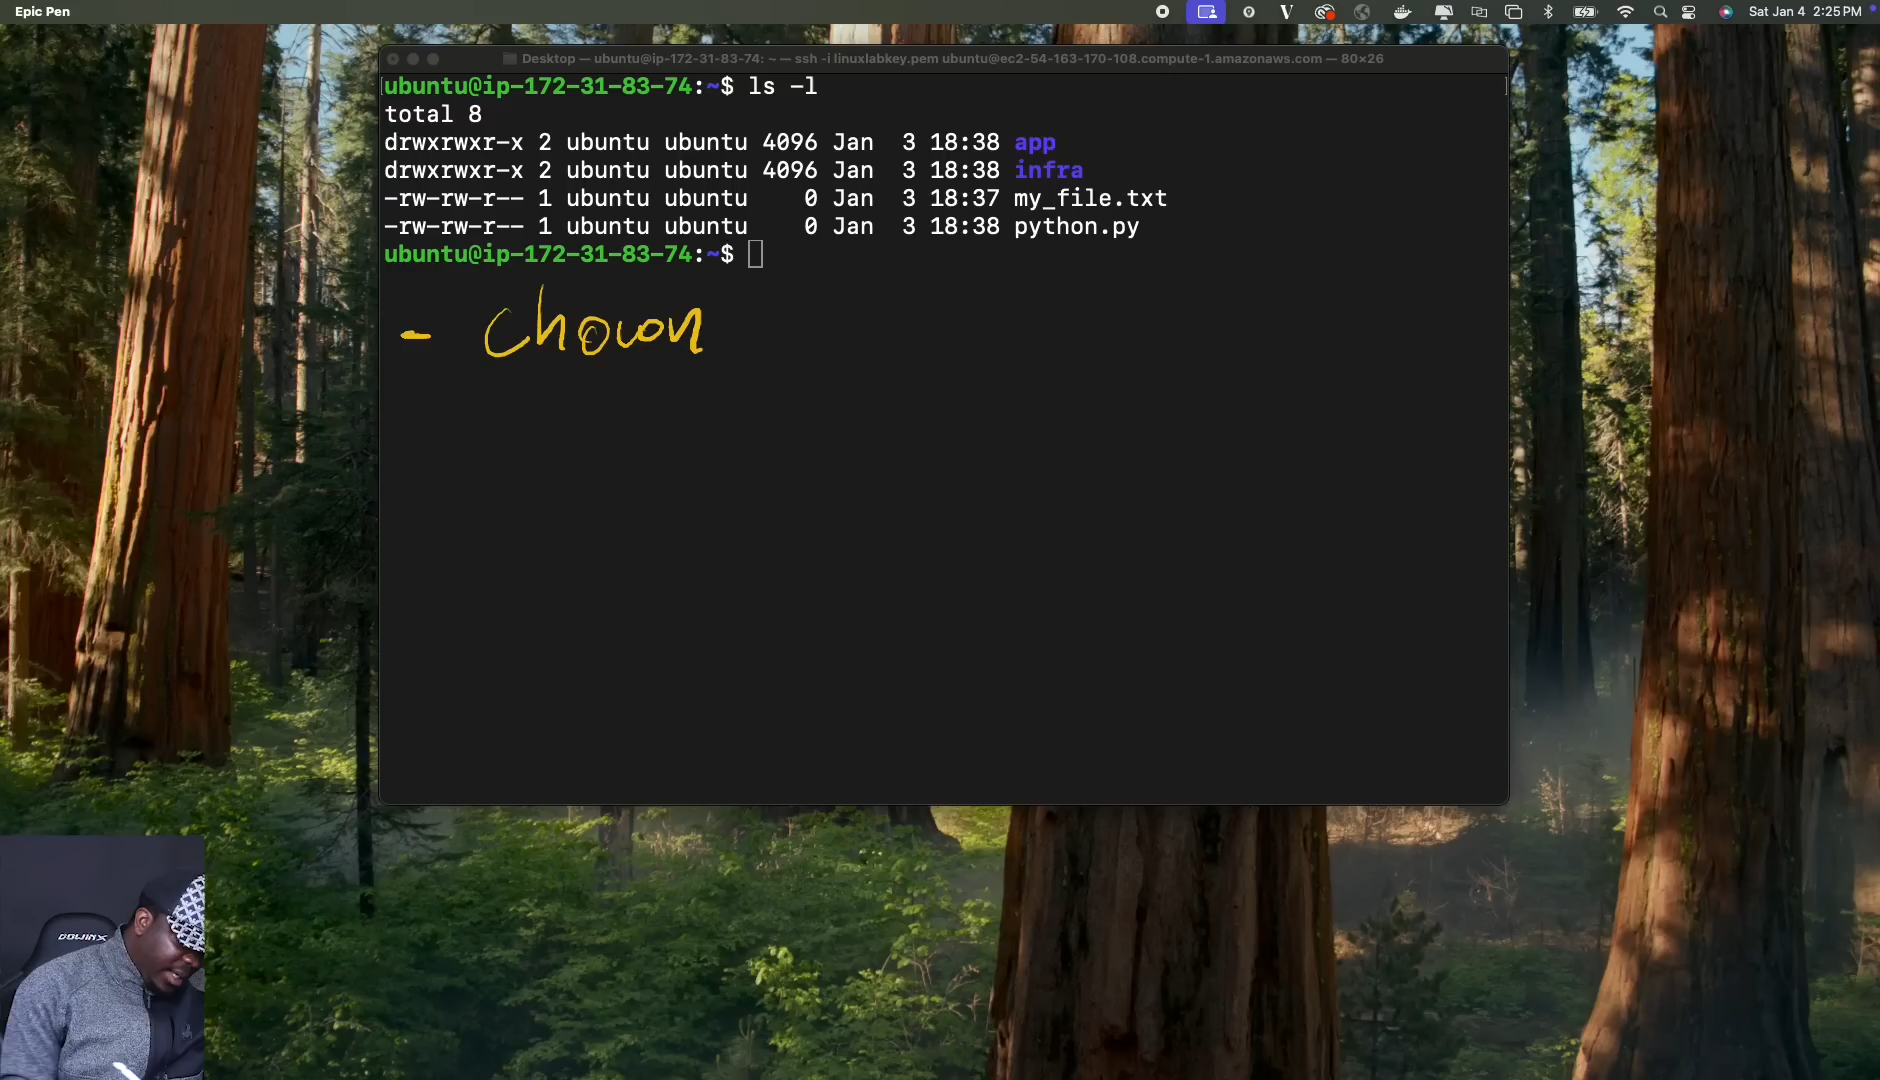 Epic Pen
Sat Jan 4 2:25 PM
Desktop — ubuntu@ip-172-31-83-74: ~ — ssh -i linuxlabkey.pem ubuntu@ec2-54-163-170-108.compute-1.amazonaws.com — 80×26
ubuntu@ip-172-31-83-74:~$ ls -l
total 8
drwxrwxr-x 2 ubuntu ubuntu 4096 Jan  3 18:38 app
drwxrwxr-x 2 ubuntu ubuntu 4096 Jan  3 18:38 infra
-rw-rw-r-- 1 ubuntu ubuntu    0 Jan  3 18:37 my_file.txt
-rw-rw-r-- 1 ubuntu ubuntu    0 Jan  3 18:38 python.py
ubuntu@ip-172-31-83-74:~$
- chown
DOWINX